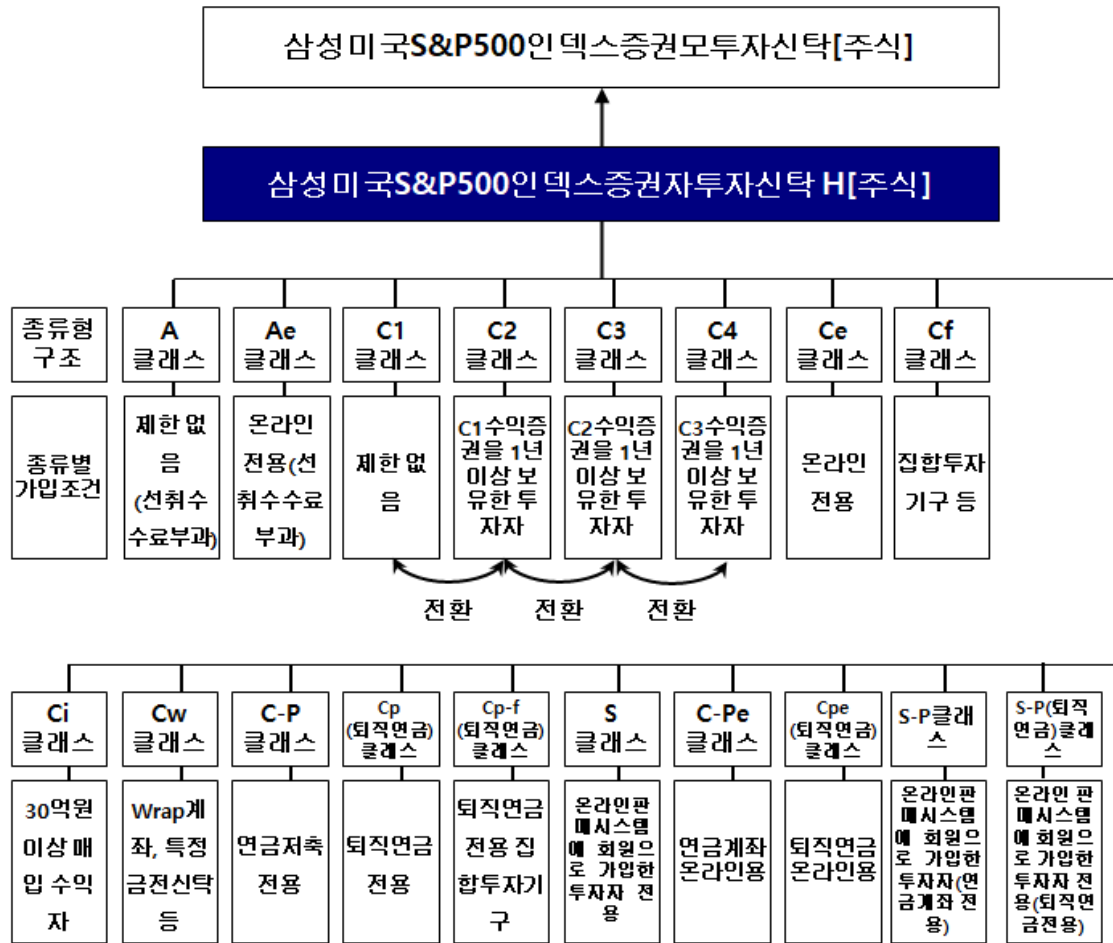 삼성미국S&P500인덱스증권모투자신탁[주식]
삼성미국S&P500인덱스증권자투자신탁 H[주식]
종류형
구조
A
클래스
Ae
클래스
C1
클래스
C2
클래스
C3
클래스
C4
클래스
Ce
클래스
Cf
클래스
종류별
가입조건
제한 없
음
(선취수
수료부과)
온라인
전용(선
취수수료
부과)
제한 없
음
C1수익증
권을 1년
이상 보
유한 투
자자
C2수익증
권을 1년
이상 보
유한 투
자자
C3수익증
권을 1년
이상 보
유한 투
자자
온라인
전용
집합투자
기구 등
전환
전환
전환
Ci
클래스
Cw
클래스
C-P
클래스
Cp
(퇴직연금)
클래스
Cp-f
(퇴직연금)
클래스
S
클래스
C-Pe
클래스
Cpe
(퇴직연금)
클래스
S-P클래
스
S-P(퇴직
연금)클래
스
30억원
이상 매
입 수익
자
Wrap계
좌, 특정
금전신탁
등
연금저축
전용
퇴직연금
전용
퇴직연금
전용 집
합투자기
구
온라인판
매시스템
에 회원으
로 가입한
투자자 전
용
연금계좌
온라인용
퇴직연금
온라인용
온라인판
매시스템
에 회원으
로 가입한
투자자(연
금계좌 전
용)
온라인 판
매시스템
에 회원으
로 가입한
투자자 전
용(퇴직연
금전용)